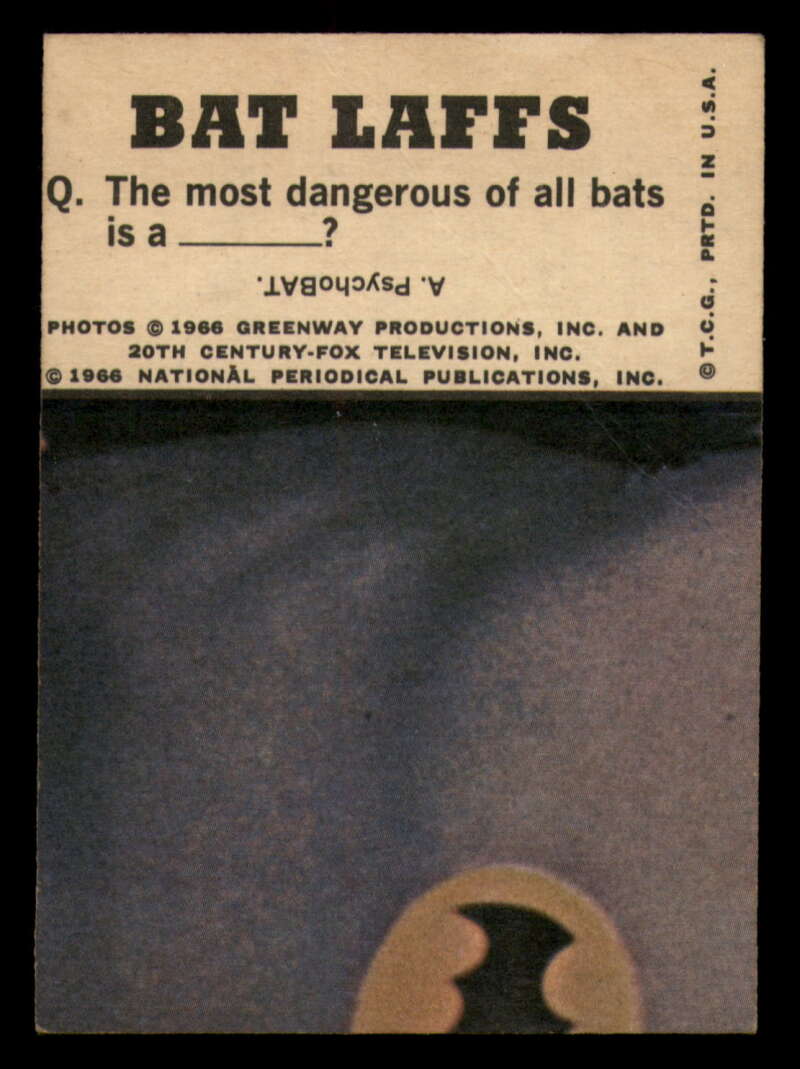 BAT LAFFS
Q. The most dangerous of all bats
is a ________?
A. PsychoBAT.
PHOTOS © 1966 GREENWAY PRODUCTIONS, INC. AND
20TH CENTURY-FOX TELEVISION, INC.
© 1966 NATIONAL PERIODICAL PUBLICATIONS, INC.
© T.C.G., PRTD. IN U.S.A.